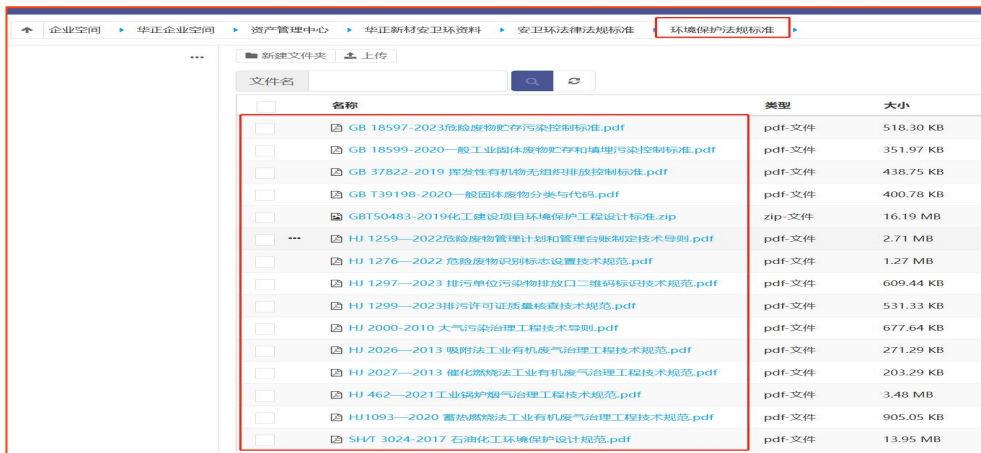 企业空间 华正企业空间 资产管理中心 华正新材安卫环资料 安卫环法律法规标准 环境保护法规标准
新建文件夹 上传
文件名
名称 类型 大小
GB 18597-2023危险废物贮存污染控制标准.pdf pdf-文件 518.30 KB
GB 18599-2020一般工业固体废物贮存和填埋污染控制标准.pdf pdf-文件 351.97 KB
GB 37822-2019 挥发性有机物无组织排放控制标准.pdf pdf-文件 438.75 KB
GB T39198-2020一般固体废物分类与代码.pdf pdf-文件 400.78 KB
GBT50483-2019化工建设项目环境保护工程设计标准.zip zip-文件 16.19 MB
HJ 1259—2022危险废物管理计划和管理台账制定技术导则.pdf pdf-文件 2.71 MB
HJ 1276—2022 危险废物识别标志设置技术规范.pdf pdf-文件 1.27 MB
HJ 1297—2023 排污单位污染物排放口二维码标识技术规范.pdf pdf-文件 609.44 KB
HJ 1299—2023排污许可证质量核查技术规范.pdf pdf-文件 531.33 KB
HJ 2000-2010 大气污染治理工程技术导则.pdf pdf-文件 677.64 KB
HJ 2026—2013 吸附法工业有机废气治理工程技术规范.pdf pdf-文件 271.29 KB
HJ 2027—2013 催化燃烧法工业有机废气治理工程技术规范.pdf pdf-文件 203.29 KB
HJ 462—2021工业锅炉烟气治理工程技术规范.pdf pdf-文件 3.48 MB
HJ1093—2020 蓄热燃烧法工业有机废气治理工程技术规范.pdf pdf-文件 905.05 KB
SH/T 3024-2017 石油化工环境保护设计规范.pdf pdf-文件 13.95 MB